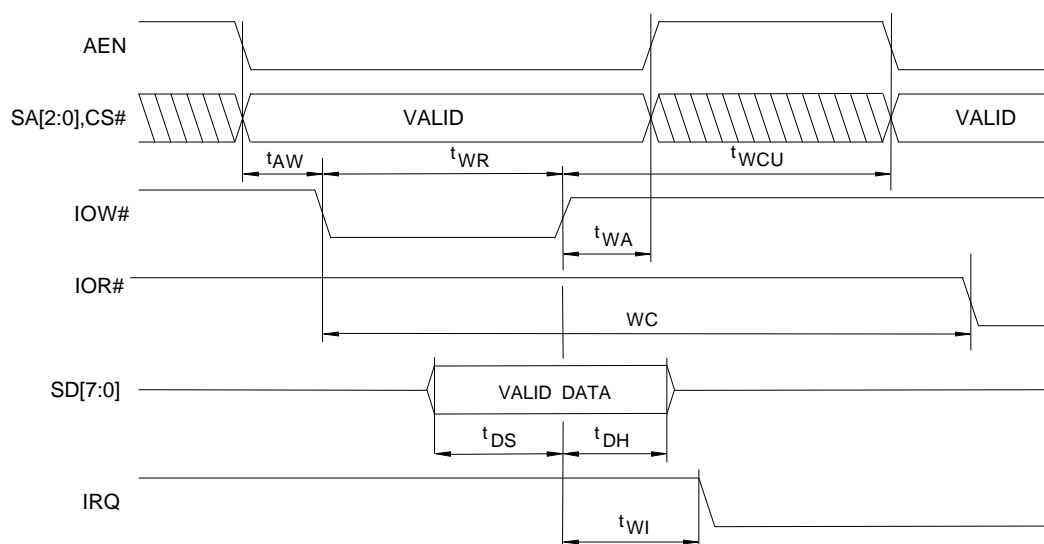 AEN
SA[2:0],CS#
VALID
VALID
tAW
tWR
tWCU
IOW#
tWA
IOR#
WC
SD[7:0]
VALID DATA
tDS
tDH
IRQ
tWI